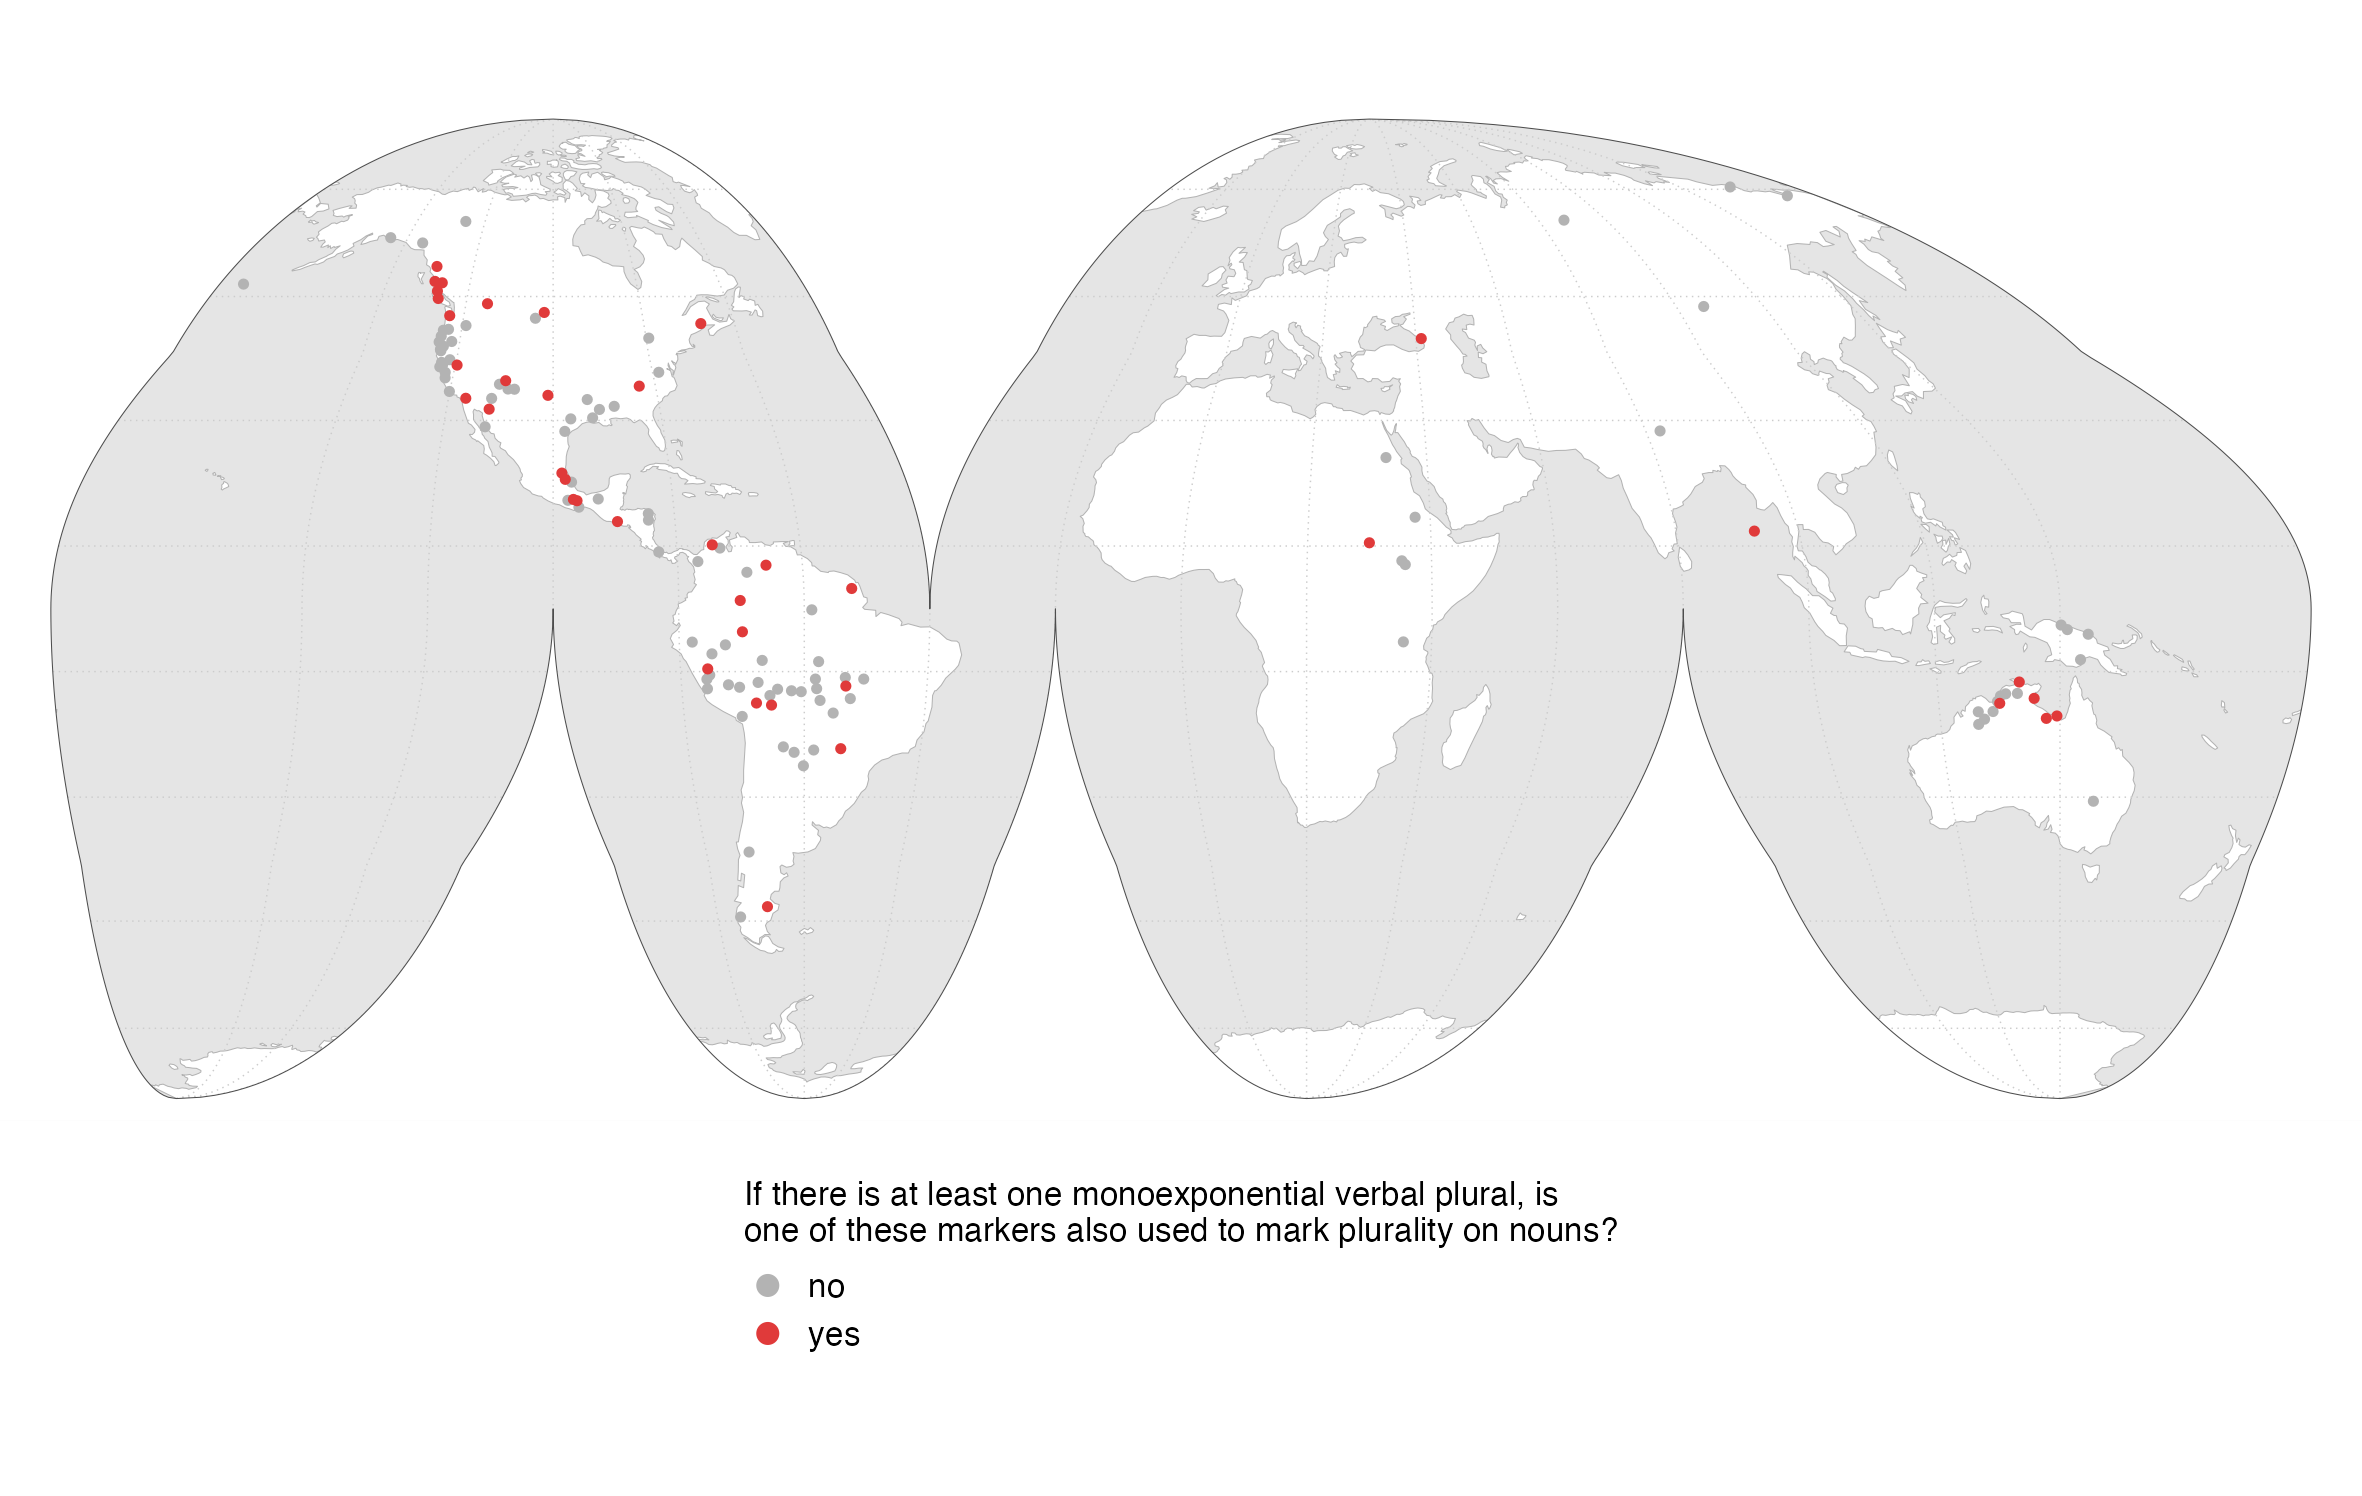 If there is at least one monoexponential verbal plural, is
one of these markers also used to mark plurality on nouns?
no
yes